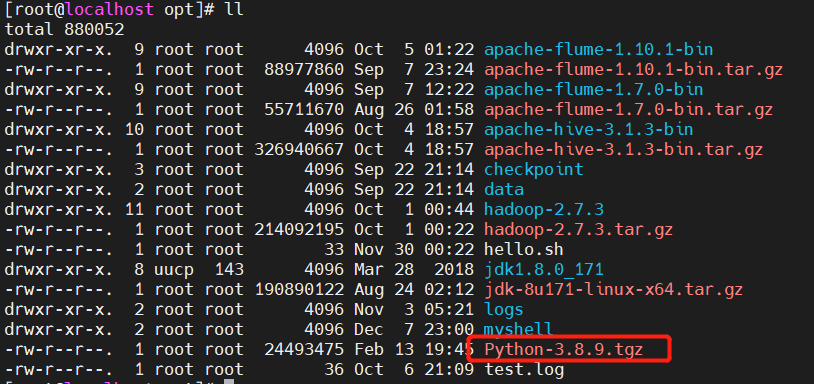 [root@localhost opt]# ll
total 880052
drwxr-xr-x.  9 root root      4096 Oct  5 01:22 apache-flume-1.10.1-bin
-rw-r--r--.  1 root root  88977860 Sep  7 23:24 apache-flume-1.10.1-bin.tar.gz
drwxr-xr-x.  9 root root      4096 Sep  7 12:22 apache-flume-1.7.0-bin
-rw-r--r--.  1 root root  55711670 Aug 26 01:58 apache-flume-1.7.0-bin.tar.gz
drwxr-xr-x. 10 root root      4096 Oct  4 18:57 apache-hive-3.1.3-bin
-rw-r--r--.  1 root root 326940667 Oct  4 18:57 apache-hive-3.1.3-bin.tar.gz
drwxr-xr-x.  3 root root      4096 Sep 22 21:14 checkpoint
drwxr-xr-x.  2 root root      4096 Sep 22 21:14 data
drwxr-xr-x. 11 root root      4096 Oct  1 00:44 hadoop-2.7.3
-rw-r--r--.  1 root root 214092195 Oct  1 00:22 hadoop-2.7.3.tar.gz
-rw-r--r--.  1 root root        33 Nov 30 00:22 hello.sh
drwxr-xr-x.  8 uucp  143      4096 Mar 28  2018 jdk1.8.0_171
-rw-r--r--.  1 root root 190890122 Aug 24 02:12 jdk-8u171-linux-x64.tar.gz
drwxr-xr-x.  2 root root      4096 Nov  3 05:21 logs
drwxr-xr-x.  2 root root      4096 Dec  7 23:00 myshell
-rw-r--r--.  1 root root  24493475 Feb 13 19:45 Python-3.8.9.tgz
-rw-r--r--.  1 root root        36 Oct  6 21:09 test.log